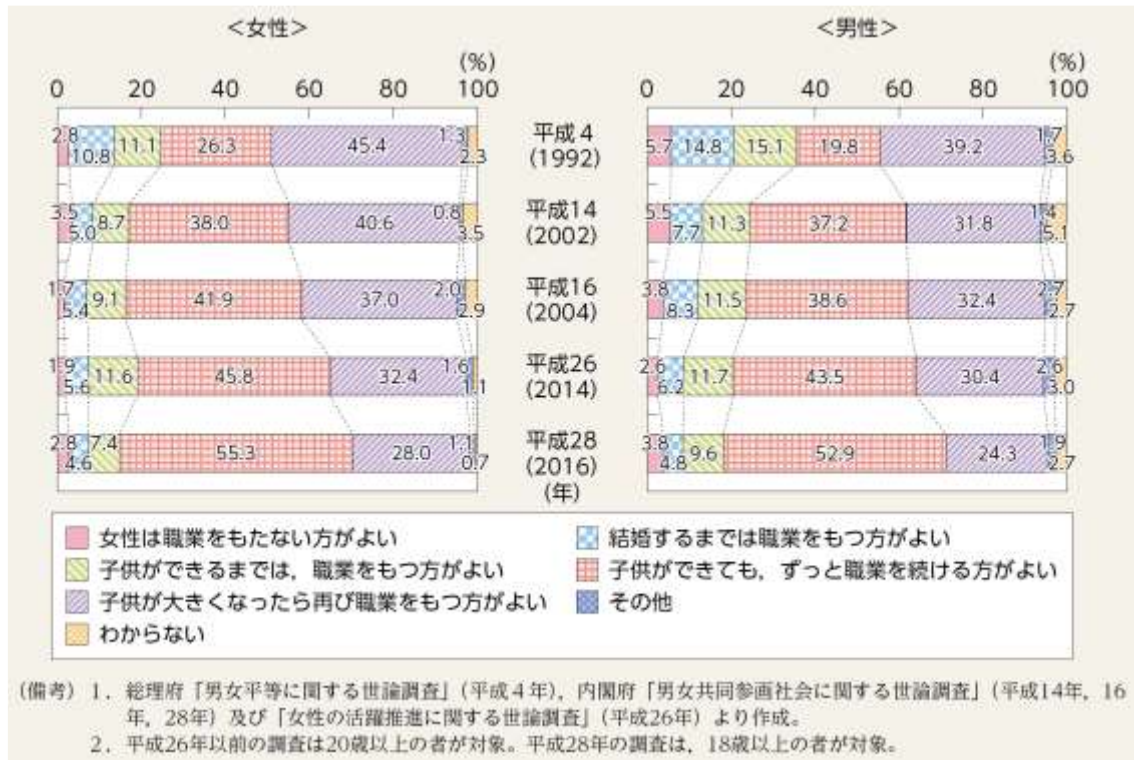 ＜女性＞ ＜男性＞
(%) (%)
0 20 40 60 80 100 0 20 40 60 80 100
2.8 10.8 11.1 26.3 45.4 1.3 2.3 平成4 (1992) 5.7 14.8 15.1 19.8 39.2 1.7 3.6
3.5 5.0 8.7 38.0 40.6 0.8 3.5 平成14 (2002) 5.5 7.7 11.3 37.2 31.8 1.4 5.1
1.7 5.4 9.1 41.9 37.0 2.0 2.9 平成16 (2004) 3.8 8.3 11.5 38.6 32.4 2.7 2.7
1.9 5.6 11.6 45.8 32.4 1.6 1.1 平成26 (2014) 2.6 6.2 11.7 43.5 30.4 2.6 3.0
2.8 4.6 7.4 55.3 28.0 1.1 0.7 平成28 (2016) 3.8 4.8 9.6 52.9 24.3 1.9 2.7
(年)
女性は職業をもたない方がよい 結婚するまでは職業をもつ方がよい
子供ができるまでは，職業をもつ方がよい 子供ができても，ずっと職業を続ける方がよい
子供が大きくなったら再び職業をもつ方がよい その他
わからない
（備考）1．総理府「男女平等に関する世論調査」（平成4年），内閣府「男女共同参画社会に関する世論調査」（平成14年，16
年，28年）及び「女性の活躍推進に関する世論調査」（平成26年）より作成。
2．平成26年以前の調査は20歳以上の者が対象。平成28年の調査は，18歳以上の者が対象。